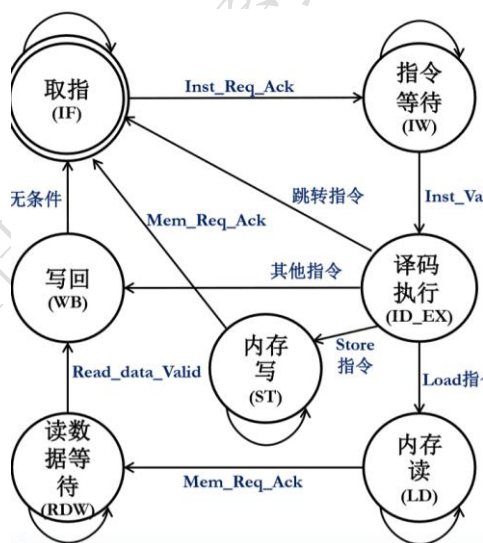 取指
(IF)
Inst_Req_Ack
指令
等待
(IW)
无条件
Mem_Req_Ack
跳转指令
Inst_Va
写回
(WB)
其他指令
译码
执行
(ID_EX)
内存
写
(ST)
Store
指令
Read_data_Valid
Load指令
读数
据等
待
(RDW)
Mem_Req_Ack
内存
读
(LD)